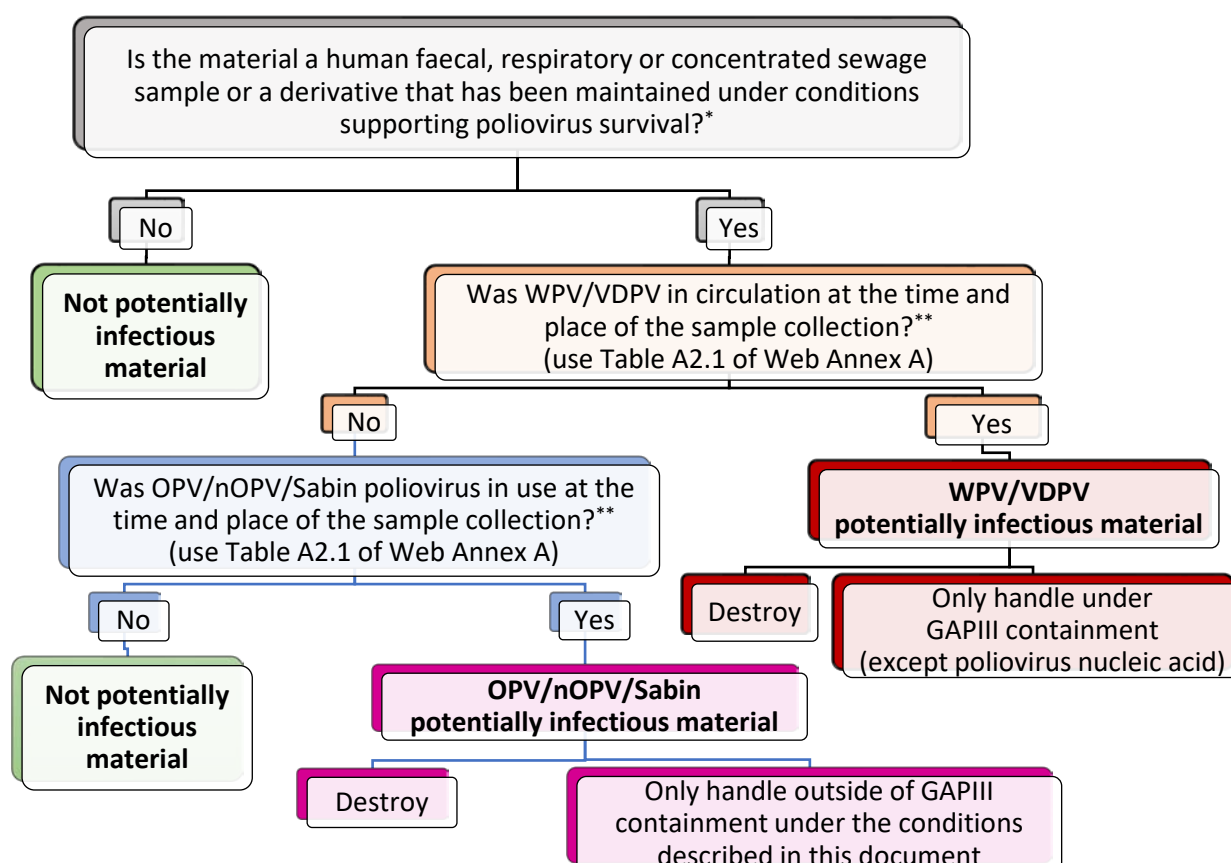 Is the material a human faecal, respiratory or concentrated sewage
sample or a derivative that has been maintained under conditions
supporting poliovirus survival?*
No
Yes
Not potentially
infectious
material
Was WPV/VDPV in circulation at the time and
place of the sample collection?**
(use Table A2.1 of Web Annex A)
No
Yes
Was OPV/nOPV/Sabin poliovirus in use at the
time and place of the sample collection?**
(use Table A2.1 of Web Annex A)
WPV/VDPV
potentially infectious material
Destroy
Only handle under
GAPIII containment
(except poliovirus nucleic acid)
No
Yes
Not potentially
infectious
material
OPV/nOPV/Sabin
potentially infectious material
Destroy
Only handle outside of GAPIII
containment under the conditions
described in this document